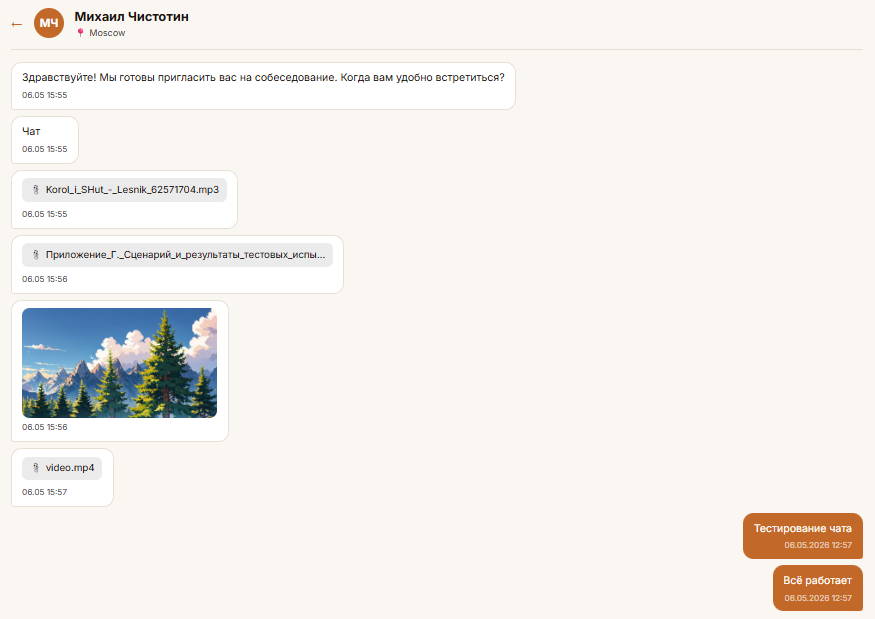 ←
МЧ
Михаил Чистотин
Moscow
Здравствуйте! Мы готовы пригласить вас на собеседование. Когда вам удобно встретиться?
06.05 15:55
Чат
06.05 15:55
Korol_i_SHut_-_Lesnik_62571704.mp3
06.05 15:55
Приложение_Г._Сценарий_и_результаты_тестовых_испы...
06.05 15:56
06.05 15:56
video.mp4
06.05 15:57
Тестирование чата
06.05.2026 12:57
Всё работает
06.05.2026 12:57